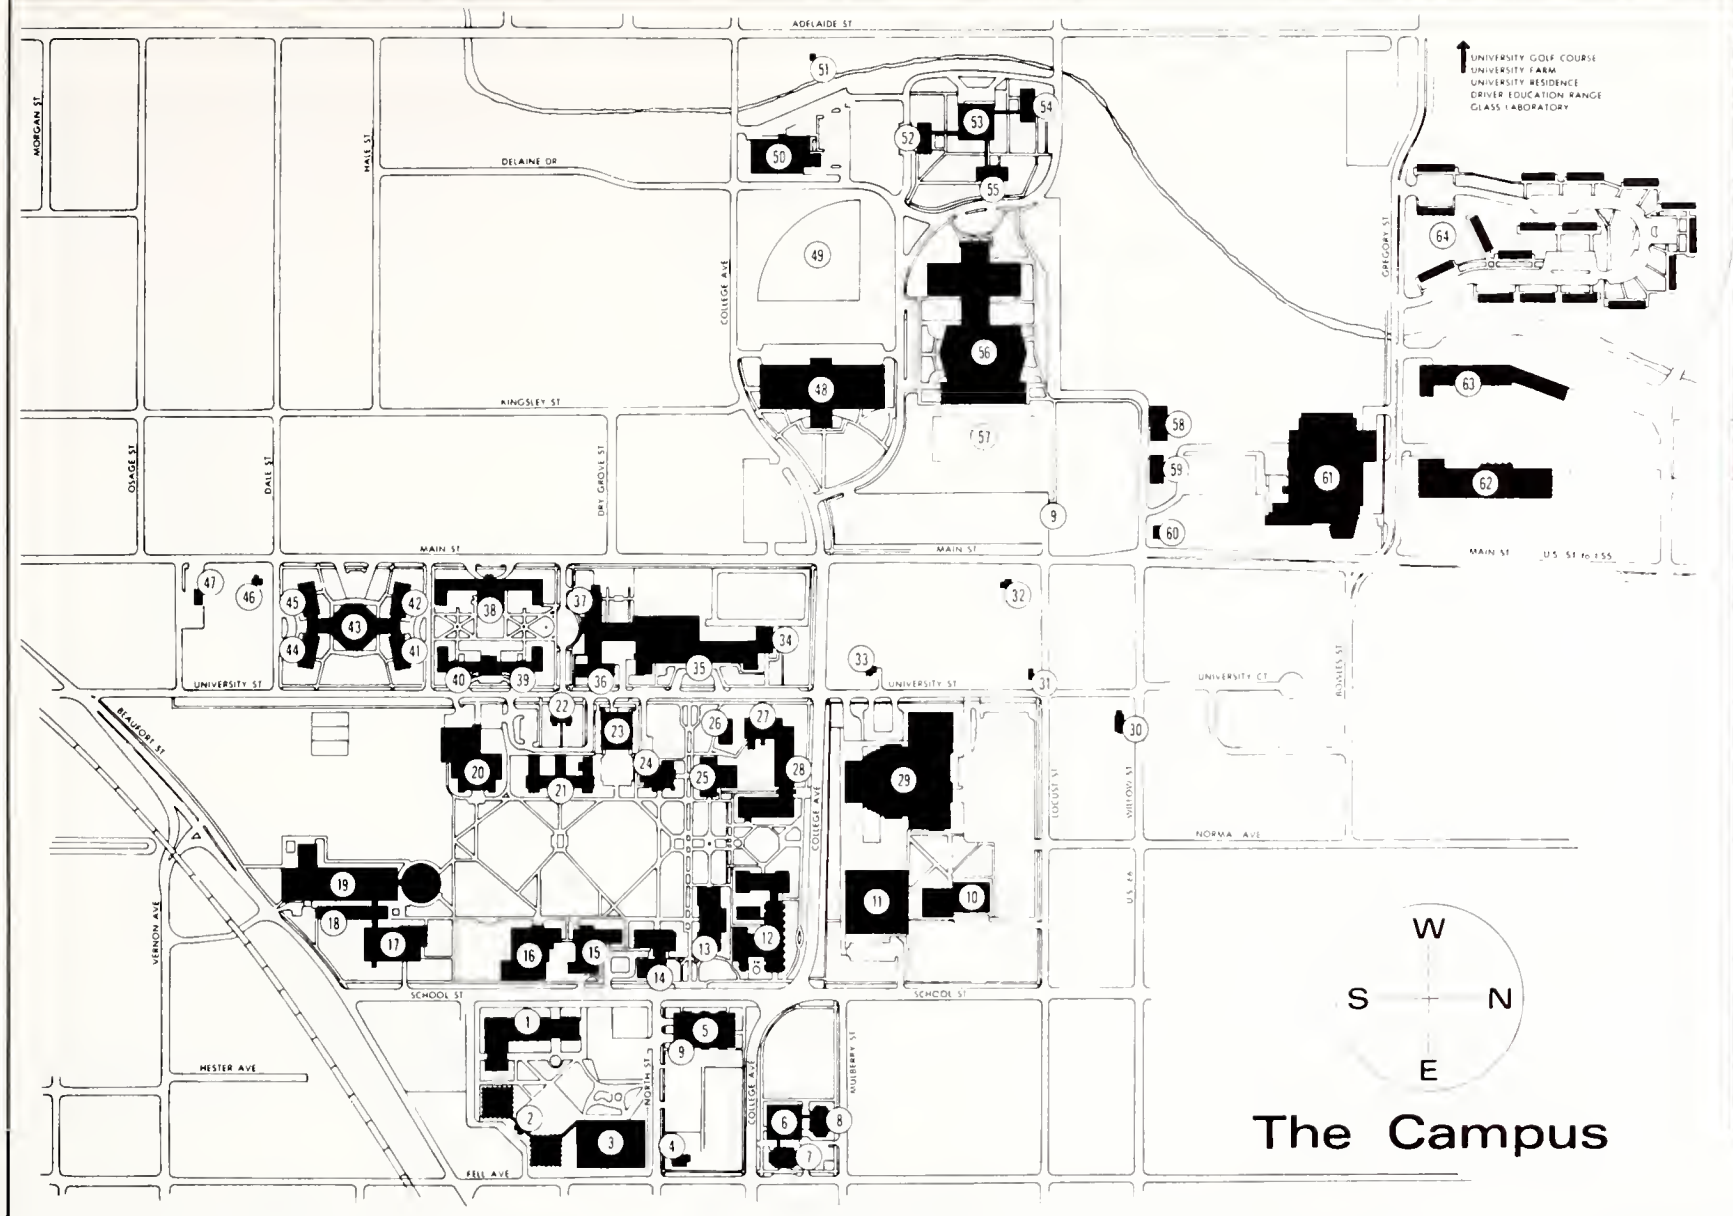 ADELAIDE ST
UNIVERSITY GOLF COURSE
UNIVERSITY FARM
UNIVERSITY RESIDENCE
DRIVER EDUCATION RANGE
GLASS LABORATORY
51
54
53
52
50
55
MORGAN ST
HALE ST
DELAINE DR
GREGORY ST
64
49
COLLEGE AVE
56
63
48
KINGSLEY ST
58
57
59
61
62
OSAGE ST
DALE ST
DRY GROVE ST
9
60
MAIN ST
MAIN ST
MAIN ST
U.S. 51 to I-55
47
46
45
42
43
44
41
38
37
40
39
36
35
34
32
33
31
UNIVERSITY ST
UNIVERSITY ST
UNIVERSITY CT
BEAUFORT ST
22
23
26
27
30
20
21
24
25
28
29
COLLEGE AVE
LOCUST ST
WILLOW ST
NORMA AVE
19
18
17
16
15
14
13
12
11
10
VERNON AVE
U.S. 66
W
S N
E
SCHOOL ST
SCHOOL ST
1
5
9
HESTER AVE
NORTH ST
COLLEGE AVE
MULBERRY ST
2
3
4
6
8
7
FELL AVE
The Campus